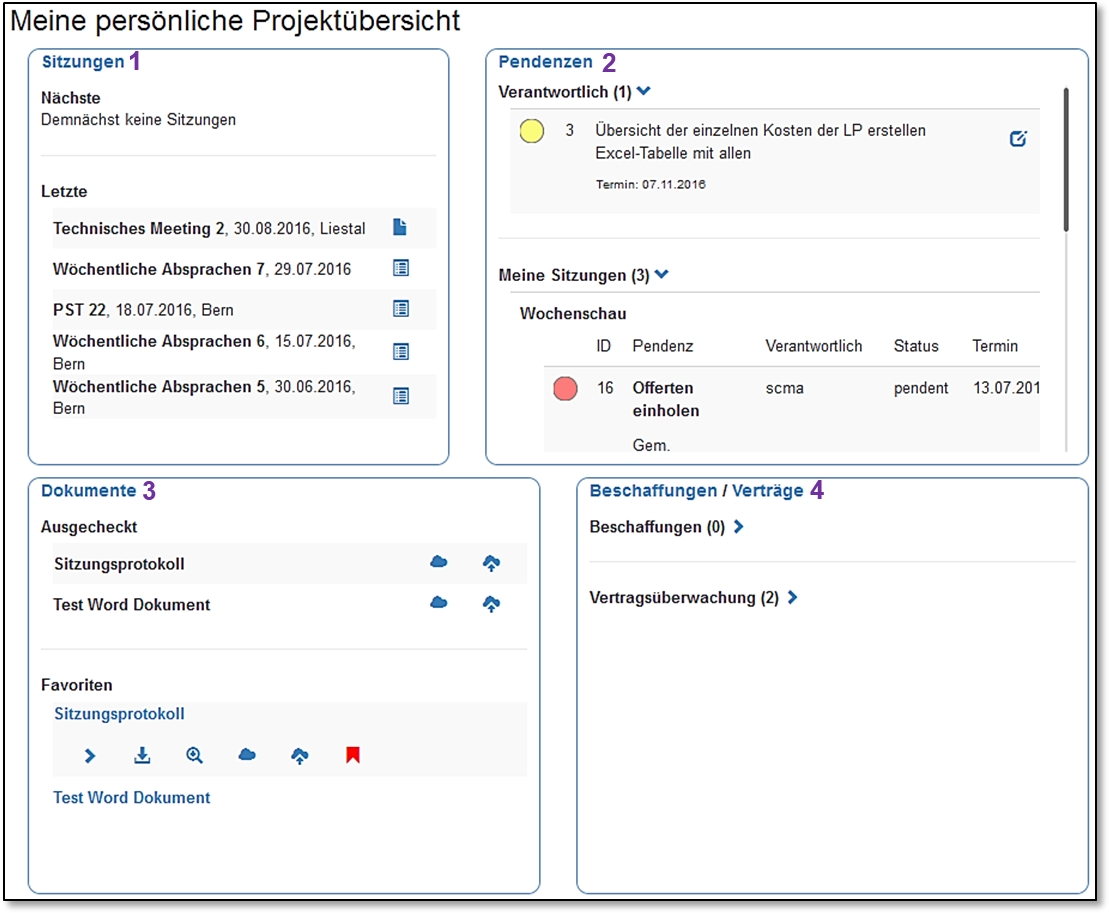 Meine persönliche Projektübersicht
Sitzungen 1
Nächste
Demnächst keine Sitzungen
Letzte
Technisches Meeting 2, 30.08.2016, Liestal
Wöchentliche Absprachen 7, 29.07.2016
PST 22, 18.07.2016, Bern
Wöchentliche Absprachen 6, 15.07.2016,
Bern
Wöchentliche Absprachen 5, 30.06.2016,
Bern
Pendenzen 2
Verantwortlich (1)
3 Übersicht der einzelnen Kosten der LP erstellen
Excel-Tabelle mit allen
Termin: 07.11.2016
Meine Sitzungen (3)
Wochenschau
ID Pendenz Verantwortlich Status Termin
16 Offerten scma pendent 13.07.201
einholen
Gem.
Dokumente 3
Ausgecheckt
Sitzungsprotokoll
Test Word Dokument
Favoriten
Sitzungsprotokoll
Test Word Dokument
Beschaffungen / Verträge 4
Beschaffungen (0)
Vertragsüberwachung (2)